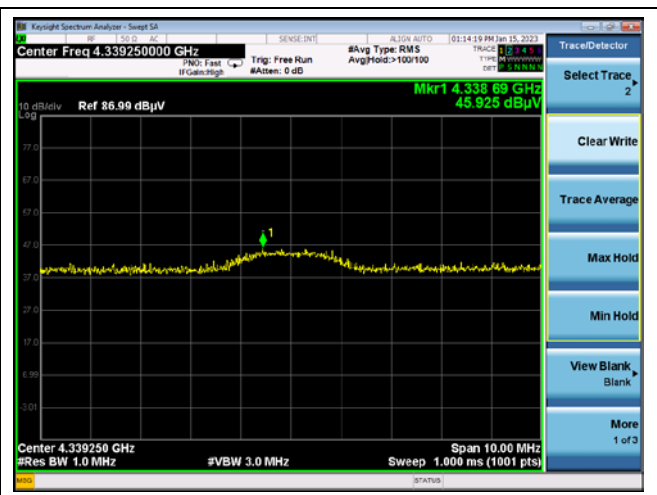 Keysight Spectrum Analyzer - Swept SA
RF 50 Ω AC SENSE:INT ALIGN AUTO 01:14:19 PM Jan 15, 2023
Center Freq 4.339250000 GHz
PNO: Fast
IFGain:High
Trig: Free Run
#Atten: 0 dB
#Avg Type: RMS
Avg|Hold:>100/100
TRACE 1 2 3 4 5 6
TYPE
DET P S N N N N
Mkr1 4.338 69 GHz
45.925 dBµV
10 dB/div Ref 86.99 dBµV
Log
77.0
67.0
57.0
47.0
37.0
27.0
17.0
6.99
-3.01
1
Center 4.339250 GHz
Span 10.00 MHz
#Res BW 1.0 MHz
#VBW 3.0 MHz
Sweep 1.000 ms (1001 pts)
MSG
STATUS
Trace/Detector
Select Trace
2
Clear Write
Trace Average
Max Hold
Min Hold
View Blank
Blank
More
1 of 3